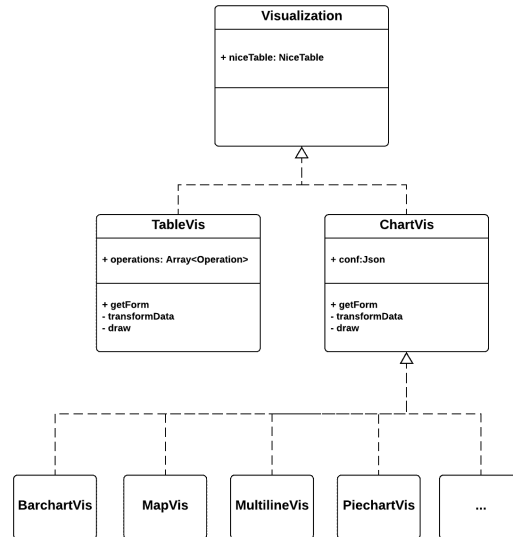 Visualization
+ niceTable: NiceTable
TableVis
+ operations: Array<Operation>
+ getForm
- transformData
- draw
ChartVis
+ conf:Json
+ getForm
- transformData
- draw
BarchartVis
MapVis
MultilineVis
PiechartVis
...